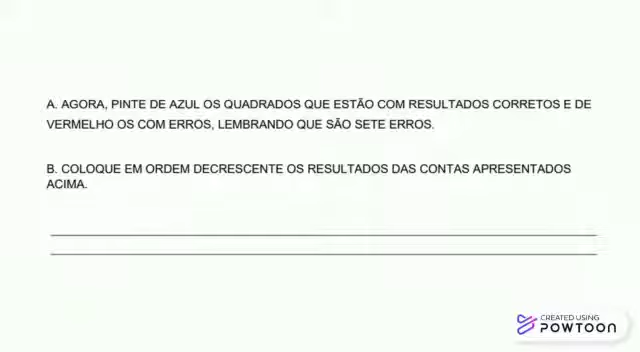 A. AGORA, PINTE DE AZUL OS QUADRADOS QUE ESTÃO COM RESULTADOS CORRETOS E DE
VERMELHO OS COM ERROS, LEMBRANDO QUE SÃO SETE ERROS.
B. COLOQUE EM ORDEM DECRESCENTE OS RESULTADOS DAS CONTAS APRESENTADOS
ACIMA.
CREATED USING
POWTOON